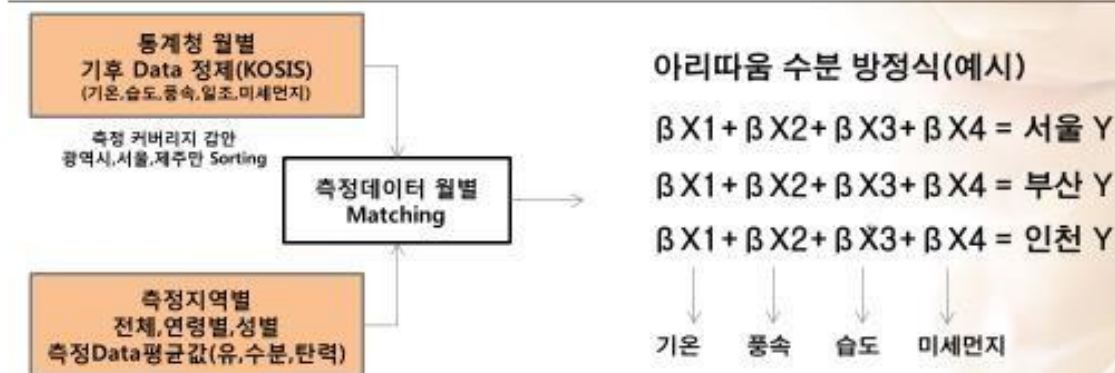 통계청 월별
기후 Data 정제(KOSIS)
(기온,습도,풍속,일조,미세먼지)
측정 커버리지 감안
광역시,서울,제주만 Sorting
측정데이터 월별
Matching
측정지역별
전체,연령별,성별
측정Data평균값(유,수분,탄력)
아리따움 수분 방정식(예시)
βX1+βX2+βX3+βX4 = 서울 Y
βX1+βX2+βX3+βX4 = 부산 Y
βX1+βX2+βX3+βX4 = 인천 Y
기온 풍속 습도 미세먼지